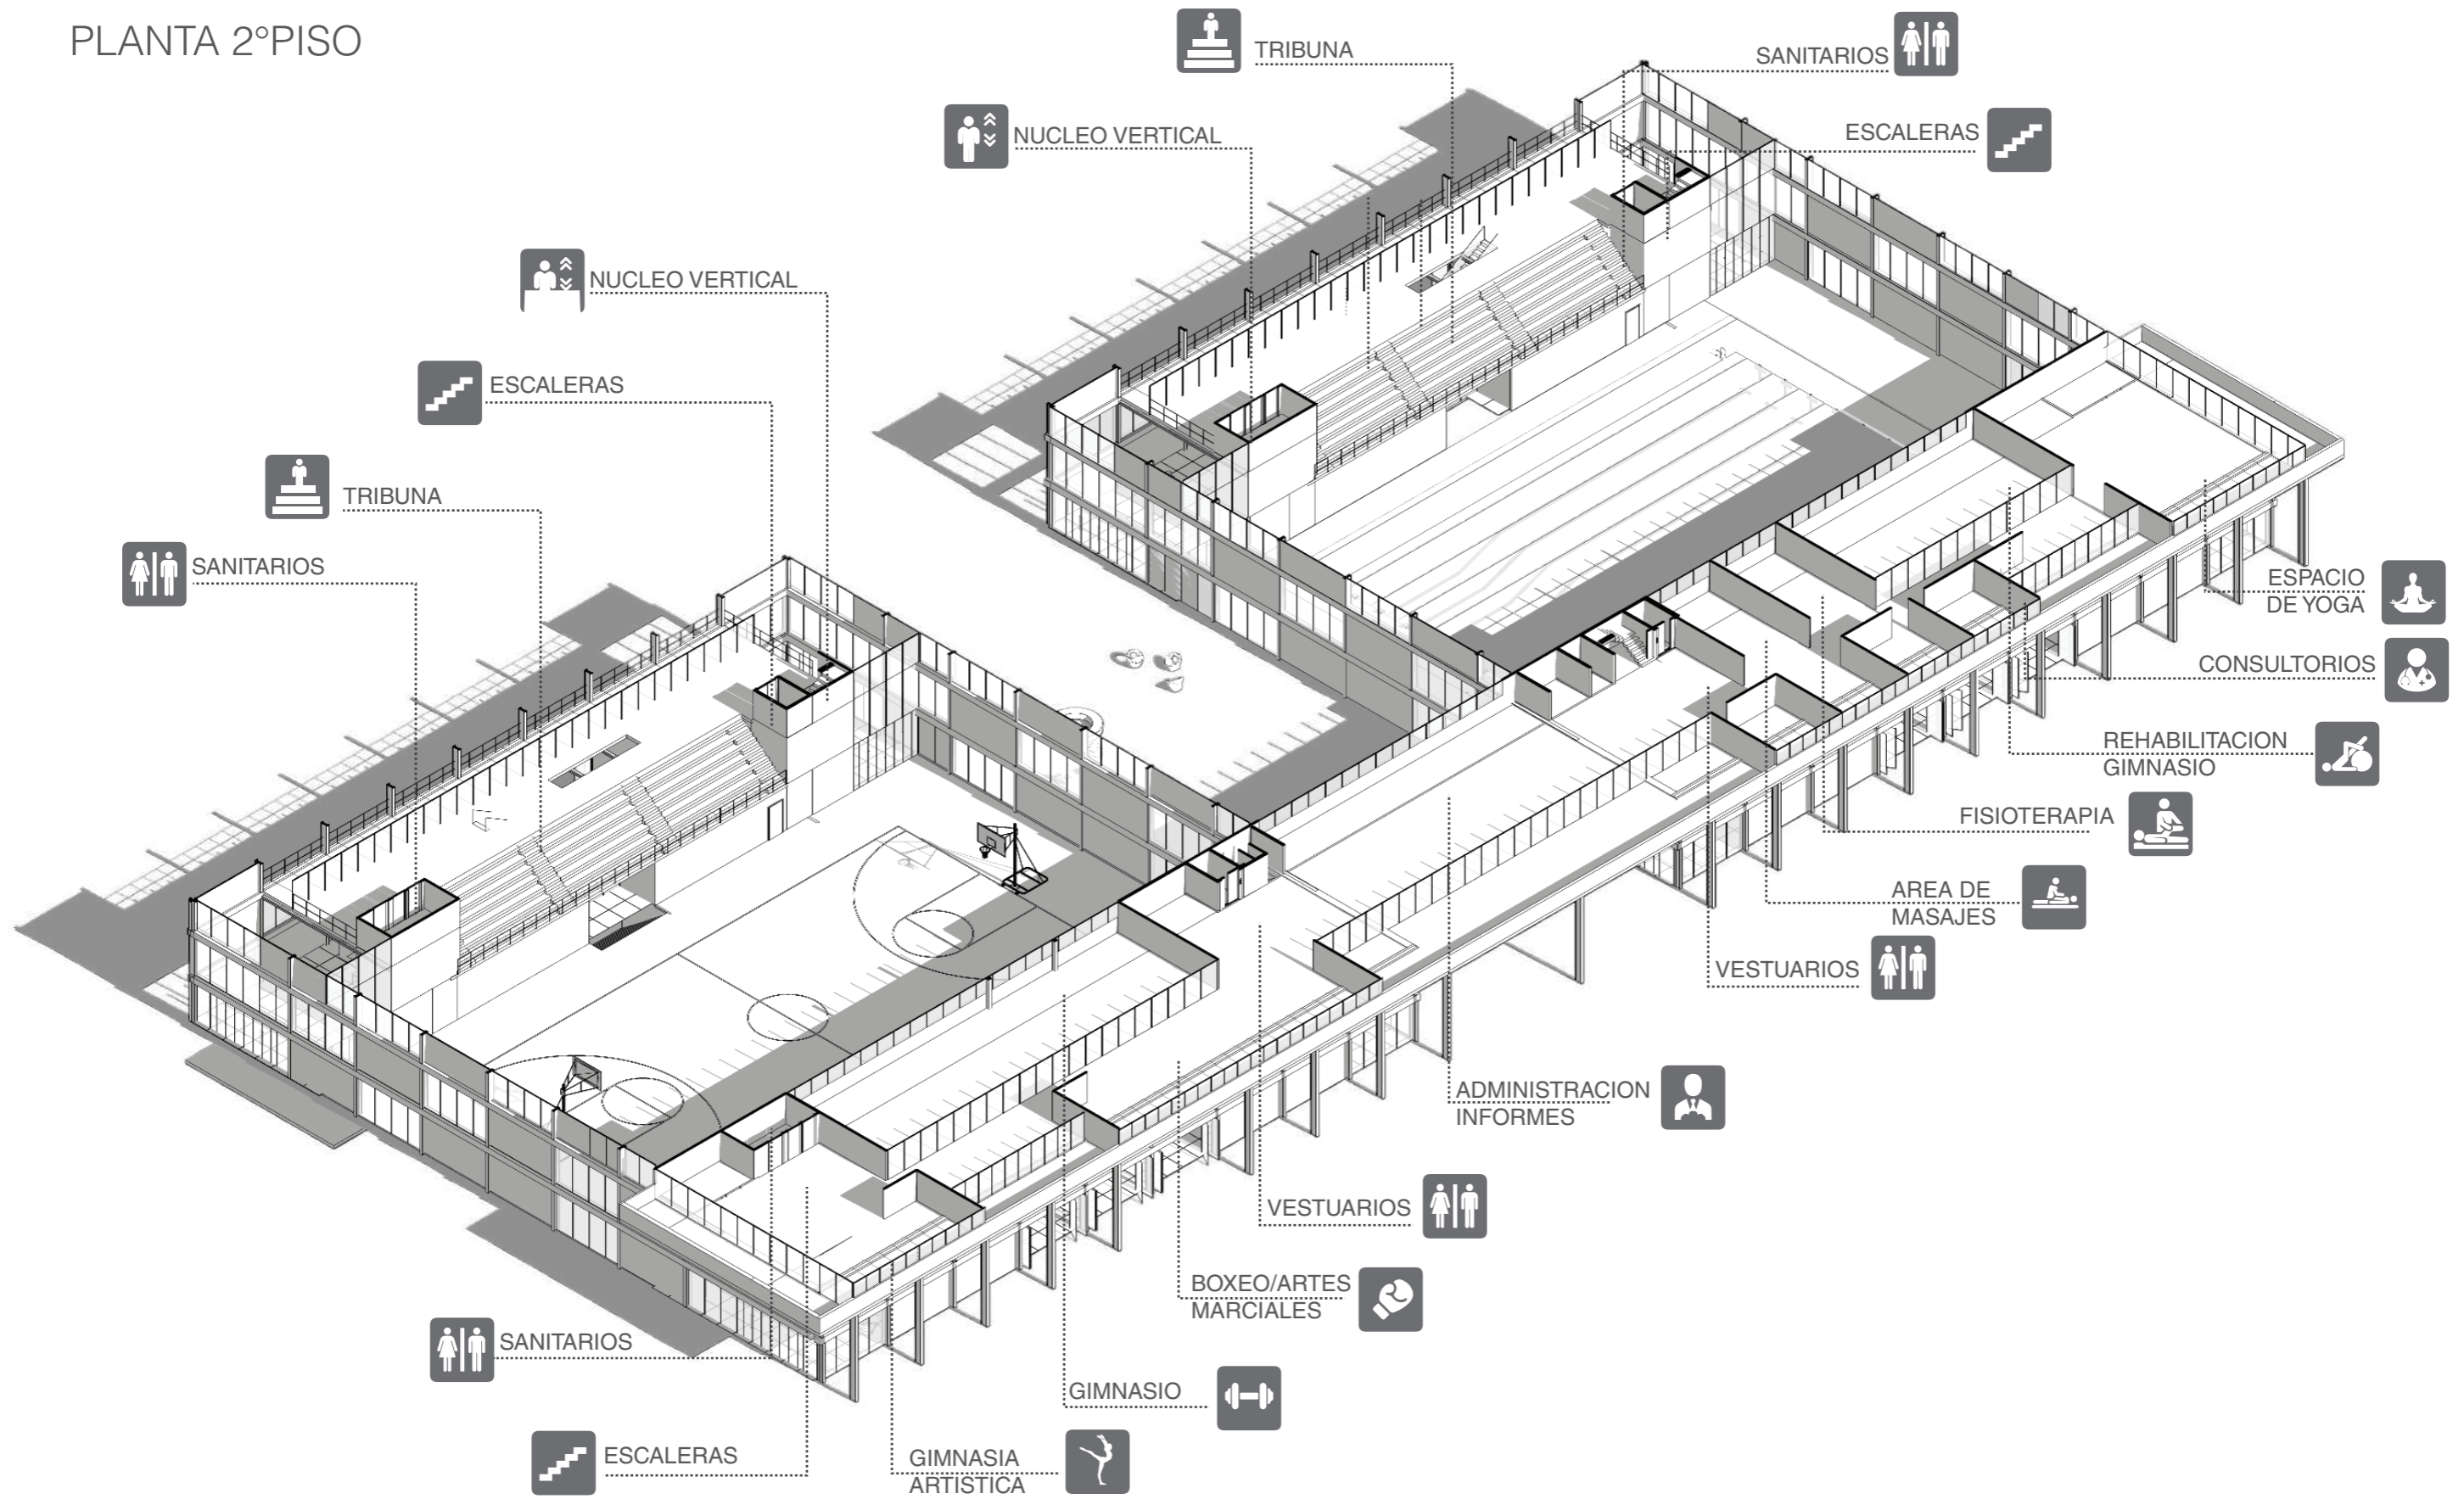 PLANTA 2°PISO
TRIBUNA
SANITARIOS
NUCLEO VERTICAL
ESCALERAS
NUCLEO VERTICAL
ESCALERAS
TRIBUNA
SANITARIOS
ESPACIO
DE YOGA
CONSULTORIOS
REHABILITACION
GIMNASIO
FISIOTERAPIA
AREA DE
MASAJES
VESTUARIOS
ADMINISTRACION
INFORMES
VESTUARIOS
BOXEO/ARTES
MARCIALES
SANITARIOS
GIMNASIO
ESCALERAS
GIMNASIA
ARTISTICA